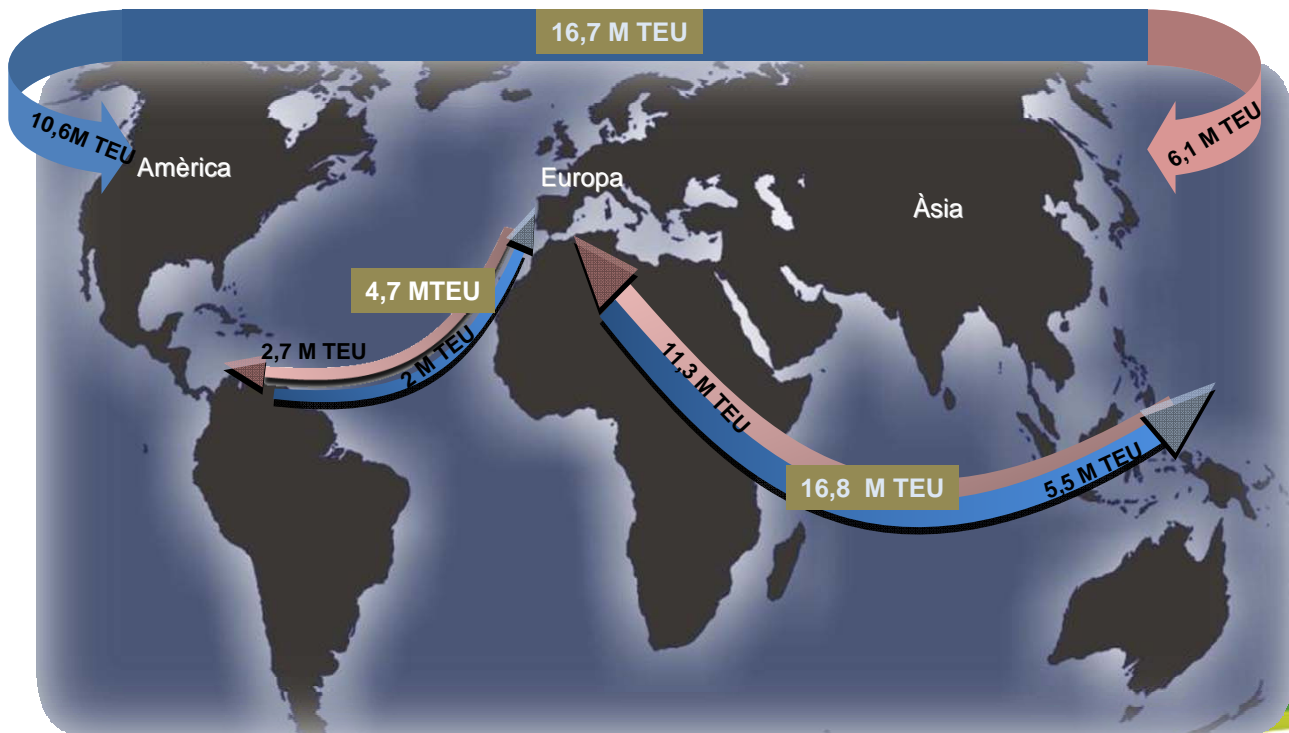 16,7 M TEU
10,6M TEU
6,1 M TEU
Amèrica
Europa
Àsia
4,7 MTEU
2,7 M TEU
2 M TEU
11,3 M TEU
16,8 M TEU
5,5 M TEU